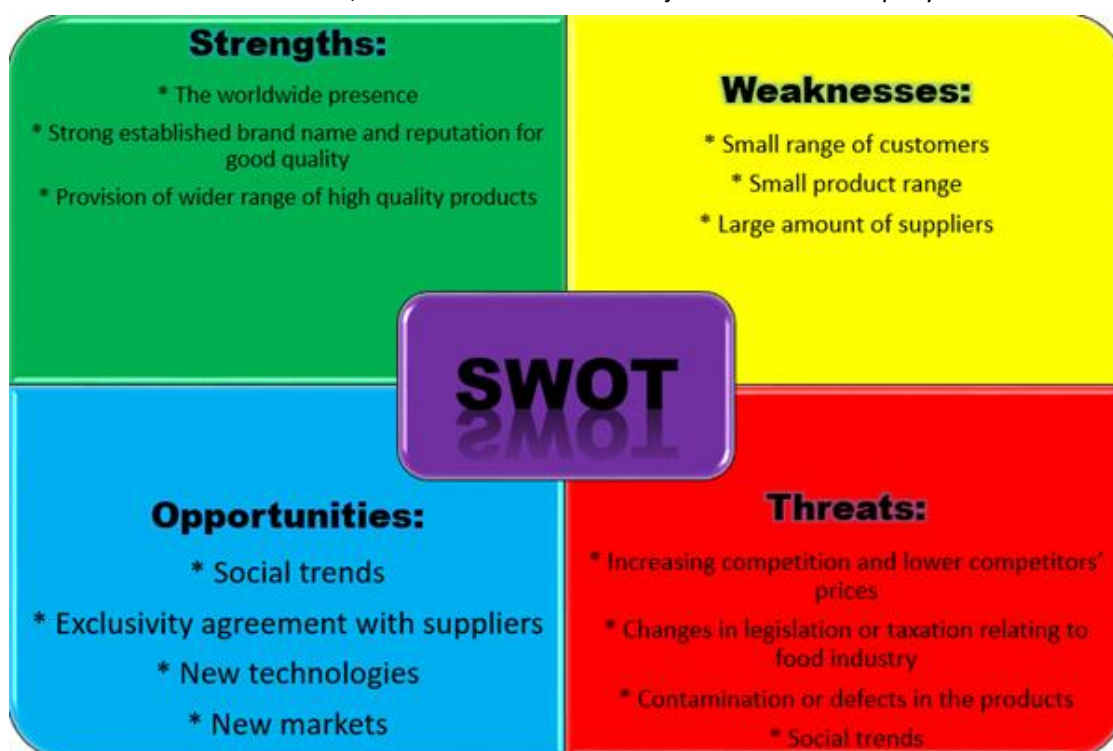 Strengths:
* The worldwide presence
* Strong established brand name and reputation for
good quality
* Provision of wider range of high quality products
Weaknesses:
* Small range of customers
* Small product range
* Large amount of suppliers
SWOT
Opportunities:
* Social trends
* Exclusivity agreement with suppliers
* New technologies
* New markets
Threats:
* Increasing competition and lower competitors'
prices
* Changes in legislation or taxation relating to
food industry
* Contamination or defects in the products
* Social trends